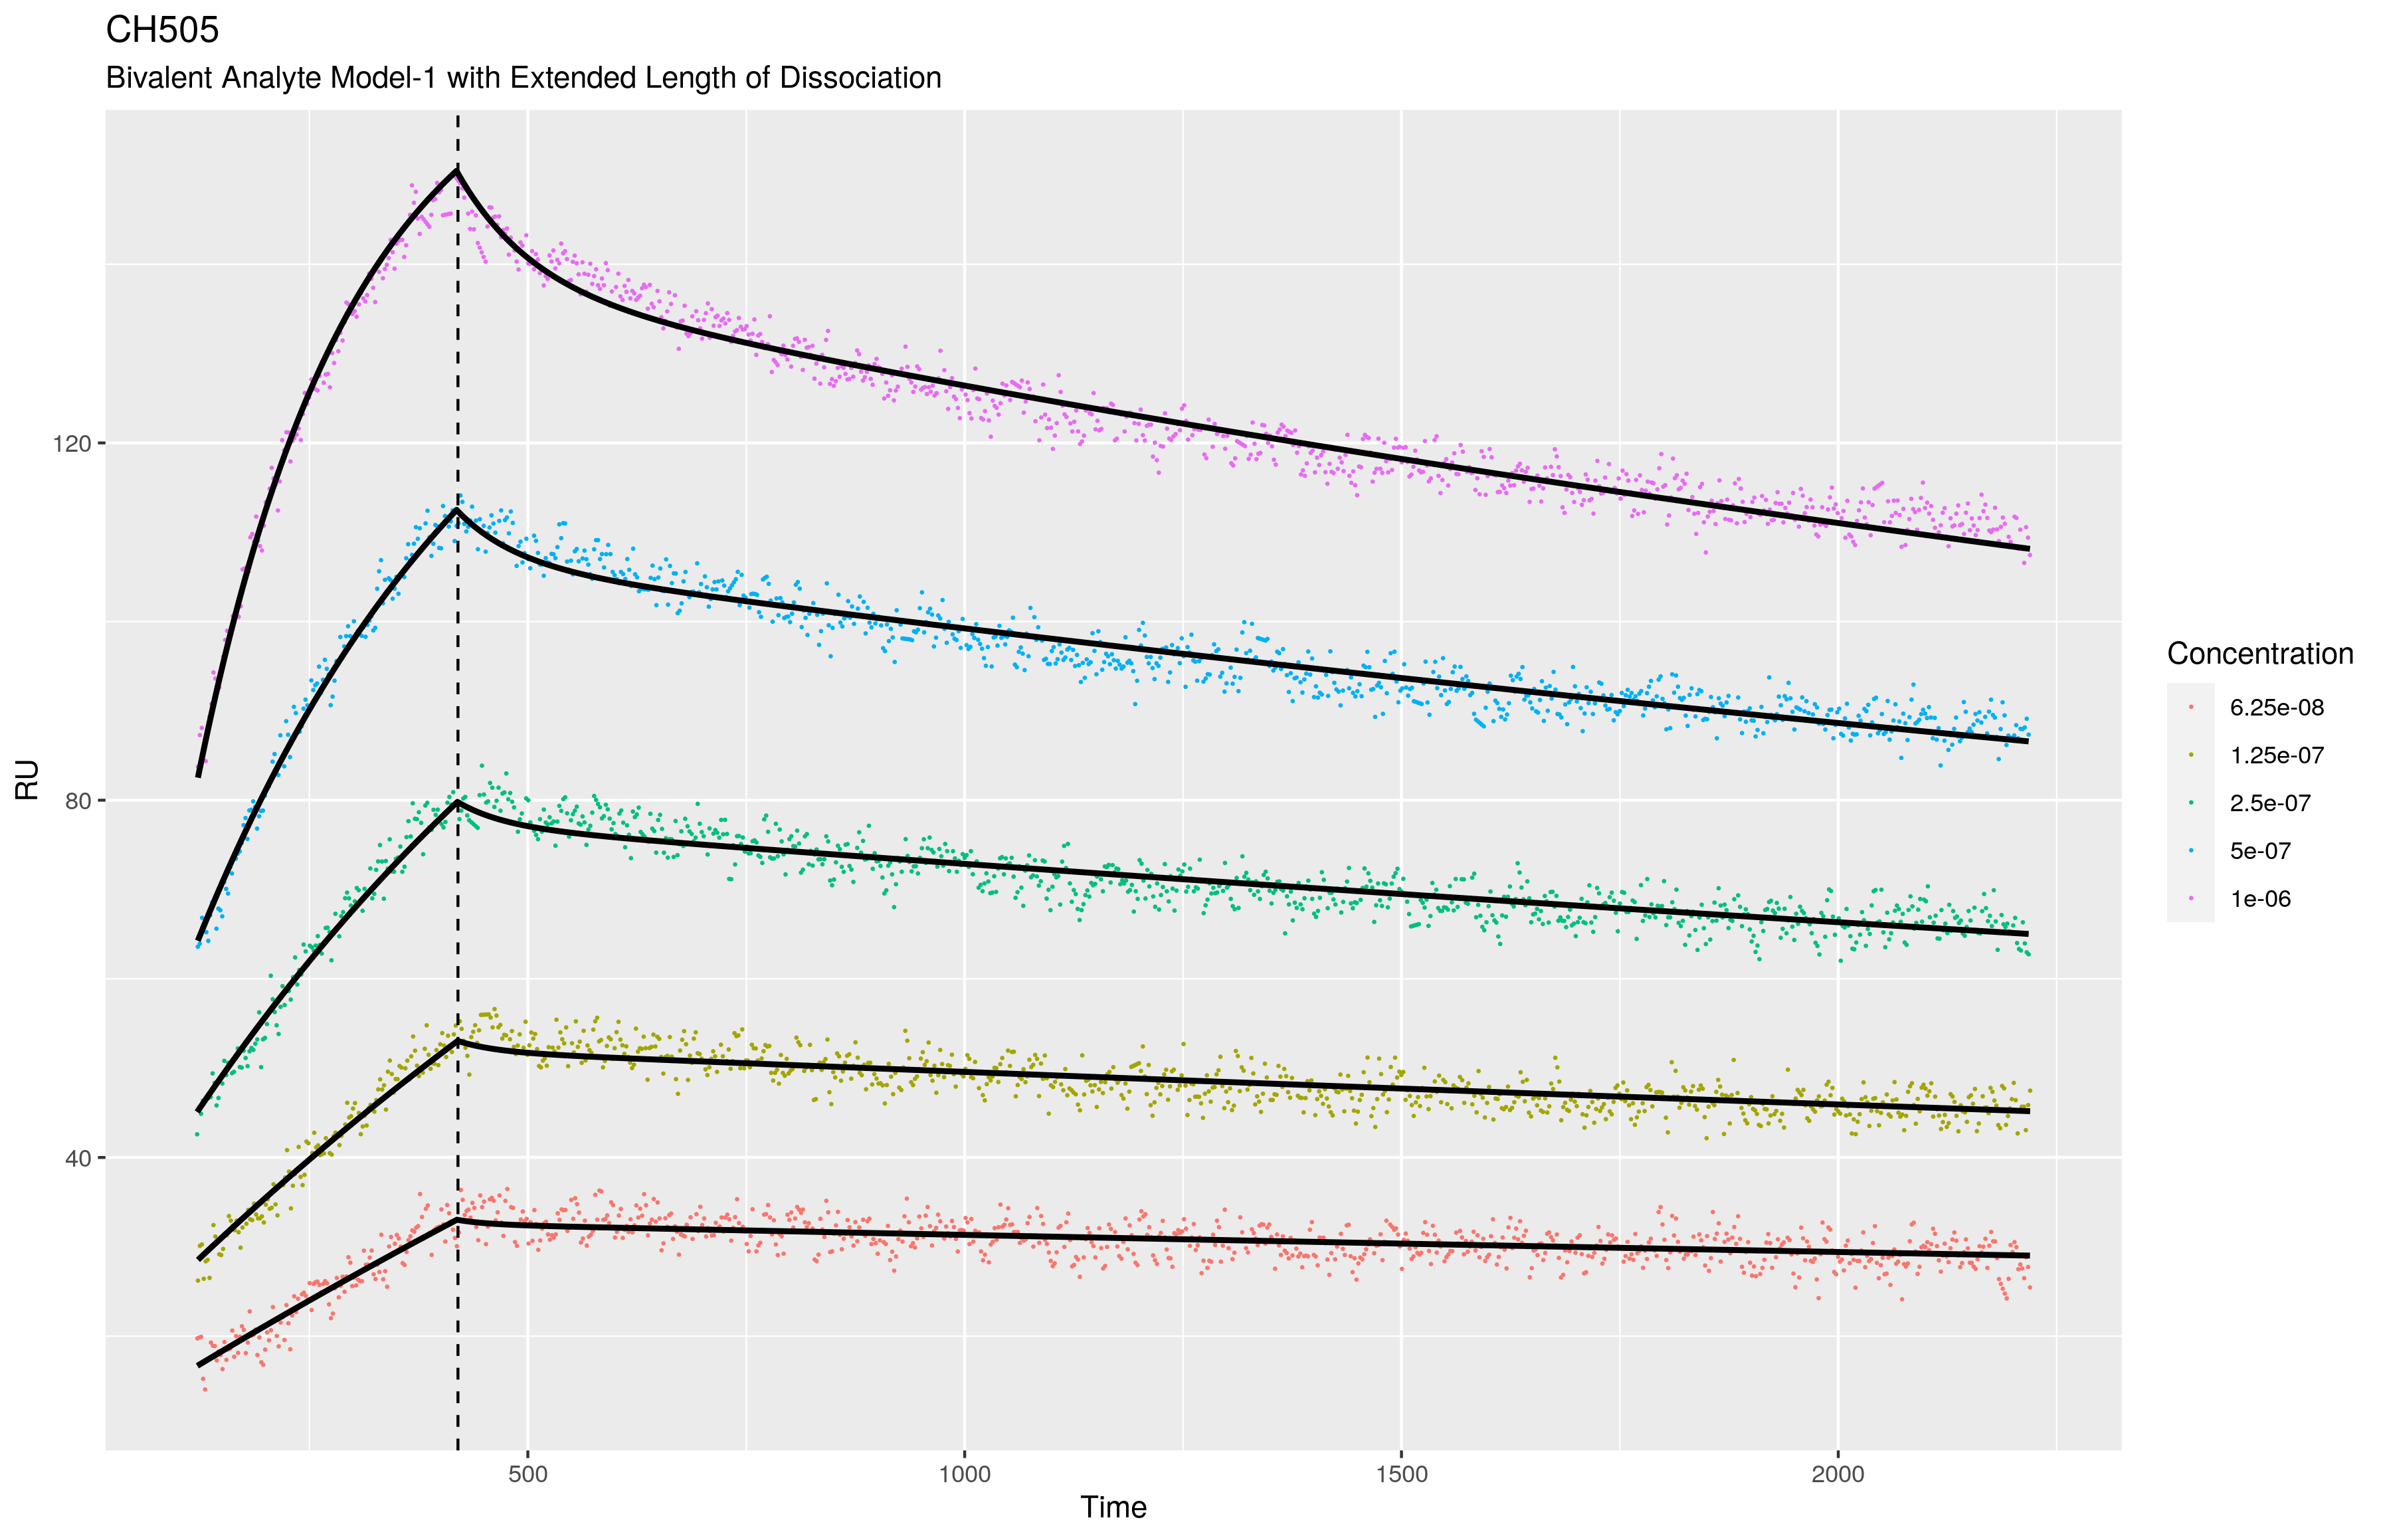 CH505
Bivalent Analyte Model-1 with Extended Length of Dissociation
RU
120
80
40
500
1000
1500
2000
Time
Concentration
6.25e-08
1.25e-07
2.5e-07
5e-07
1e-06